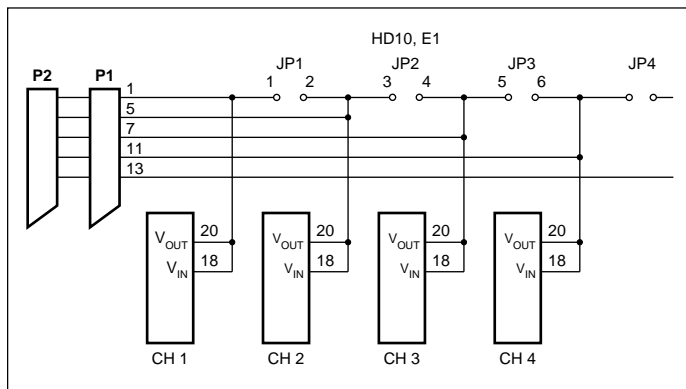 HD10, E1
P2 P1 JP1 JP2 JP3 JP4
1 1 2 3 4 5 6
5
7
11
13
VOUT 20 VOUT 20 VOUT 20 VOUT 20
VIN 18 VIN 18 VIN 18 VIN 18
CH 1 CH 2 CH 3 CH 4